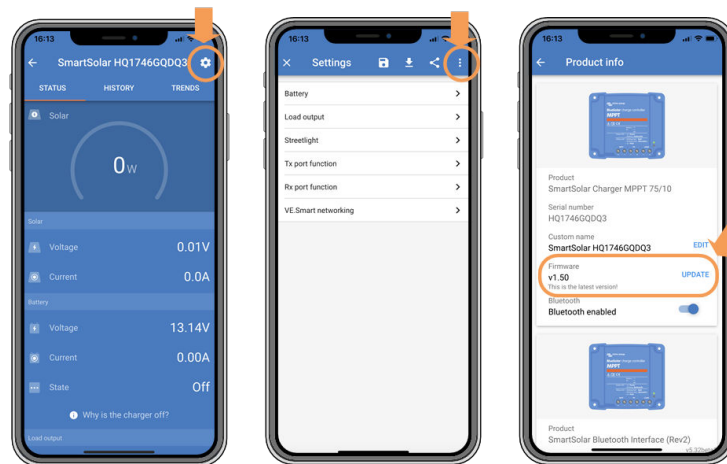 16:13
SmartSolar HQ1746GQDQ3
STATUS HISTORY TRENDS
Solar
0W
Solar
Voltage 0.01V
Current 0.0A
Battery
Voltage 13.14V
Current 0.00A
State Off
Why is the charger off?
Load output
16:13
Settings
Battery
Load output
Streetlight
Tx port function
Rx port function
VE.Smart networking
16:13
Product info
MPPT
Product
SmartSolar Charger MPPT 75/10
Serial number
HQ1746GQDQ3
Custom name
SmartSolar HQ1746GQDQ3 EDIT
Firmware
v1.50 UPDATE
This is the latest version!
Bluetooth
Bluetooth enabled
MPPT
Product
SmartSolar Bluetooth Interface (Rev2)